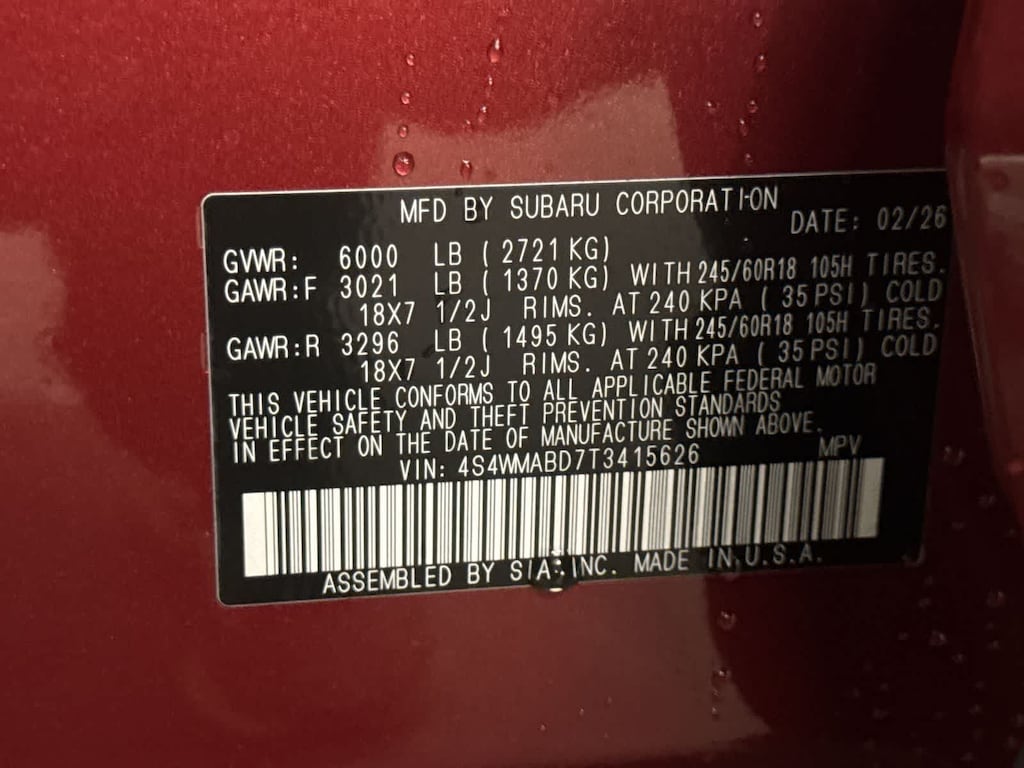 MFD BY SUBARU CORPORATION
DATE: 02/26
GVWR: 6000 LB ( 2721 KG)
GAWR:F 3021 LB ( 1370 KG) WITH 245/60R18 105H TIRES.
18X7 1/2J RIMS. AT 240 KPA ( 35 PSI) COLD
GAWR:R 3296 LB ( 1495 KG) WITH 245/60R18 105H TIRES.
18X7 1/2J RIMS. AT 240 KPA ( 35 PSI) COLD
THIS VEHICLE CONFORMS TO ALL APPLICABLE FEDERAL MOTOR
VEHICLE SAFETY AND THEFT PREVENTION STANDARDS
IN EFFECT ON THE DATE OF MANUFACTURE SHOWN ABOVE.
VIN: 4S4WMABD7T3415626 MPV
ASSEMBLED BY SIA, INC. MADE IN U.S.A.